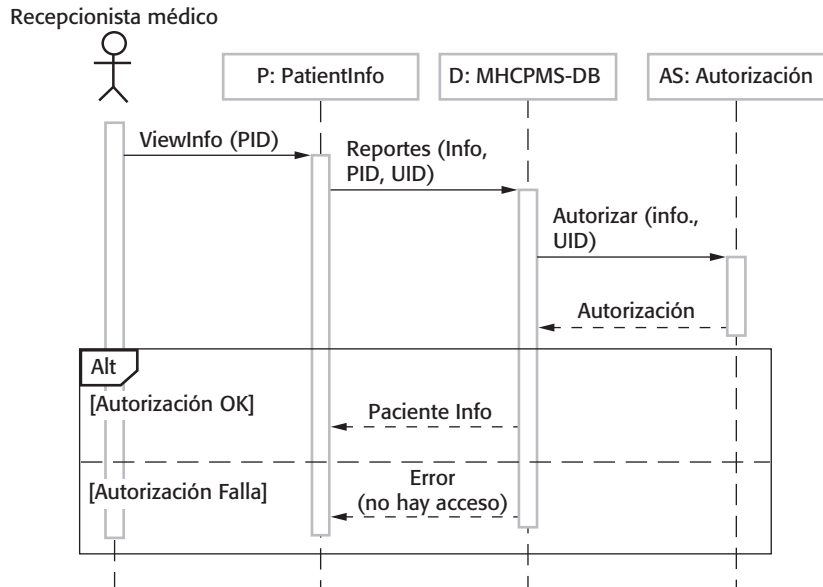 Recepcionista médico
P: PatientInfo
D: MHCPMS-DB
AS: Autorización
ViewInfo (PID)
Reportes (Info,
PID, UID)
Autorizar (info.,
UID)
Autorización
Alt
[Autorización OK]
Paciente Info
[Autorización Falla]
Error
(no hay acceso)